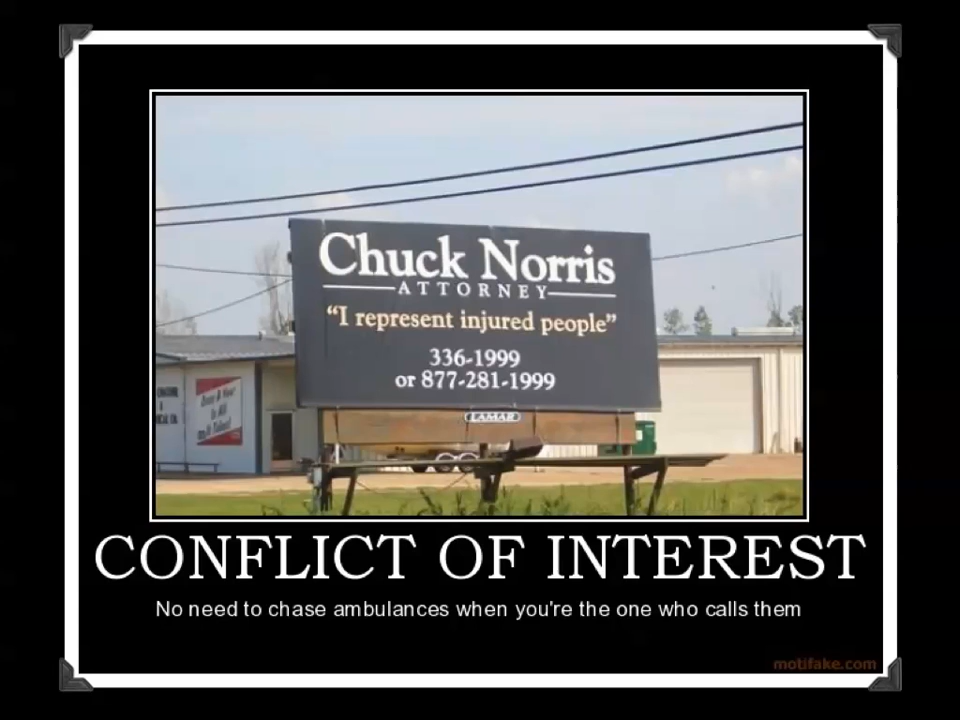 Chuck Norris
ATTORNEY
“I represent injured people”
336-1999
or 877-281-1999
LAMAR
CONFLICT OF INTEREST
No need to chase ambulances when you're the one who calls them
motifake.com